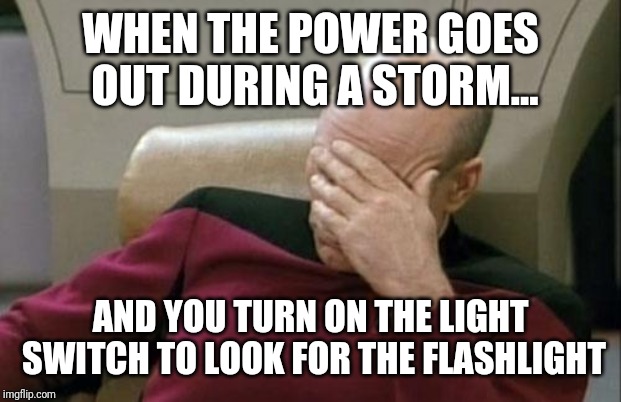 WHEN THE POWER GOES
OUT DURING A STORM...
AND YOU TURN ON THE LIGHT
SWITCH TO LOOK FOR THE FLASHLIGHT
imgflip.com